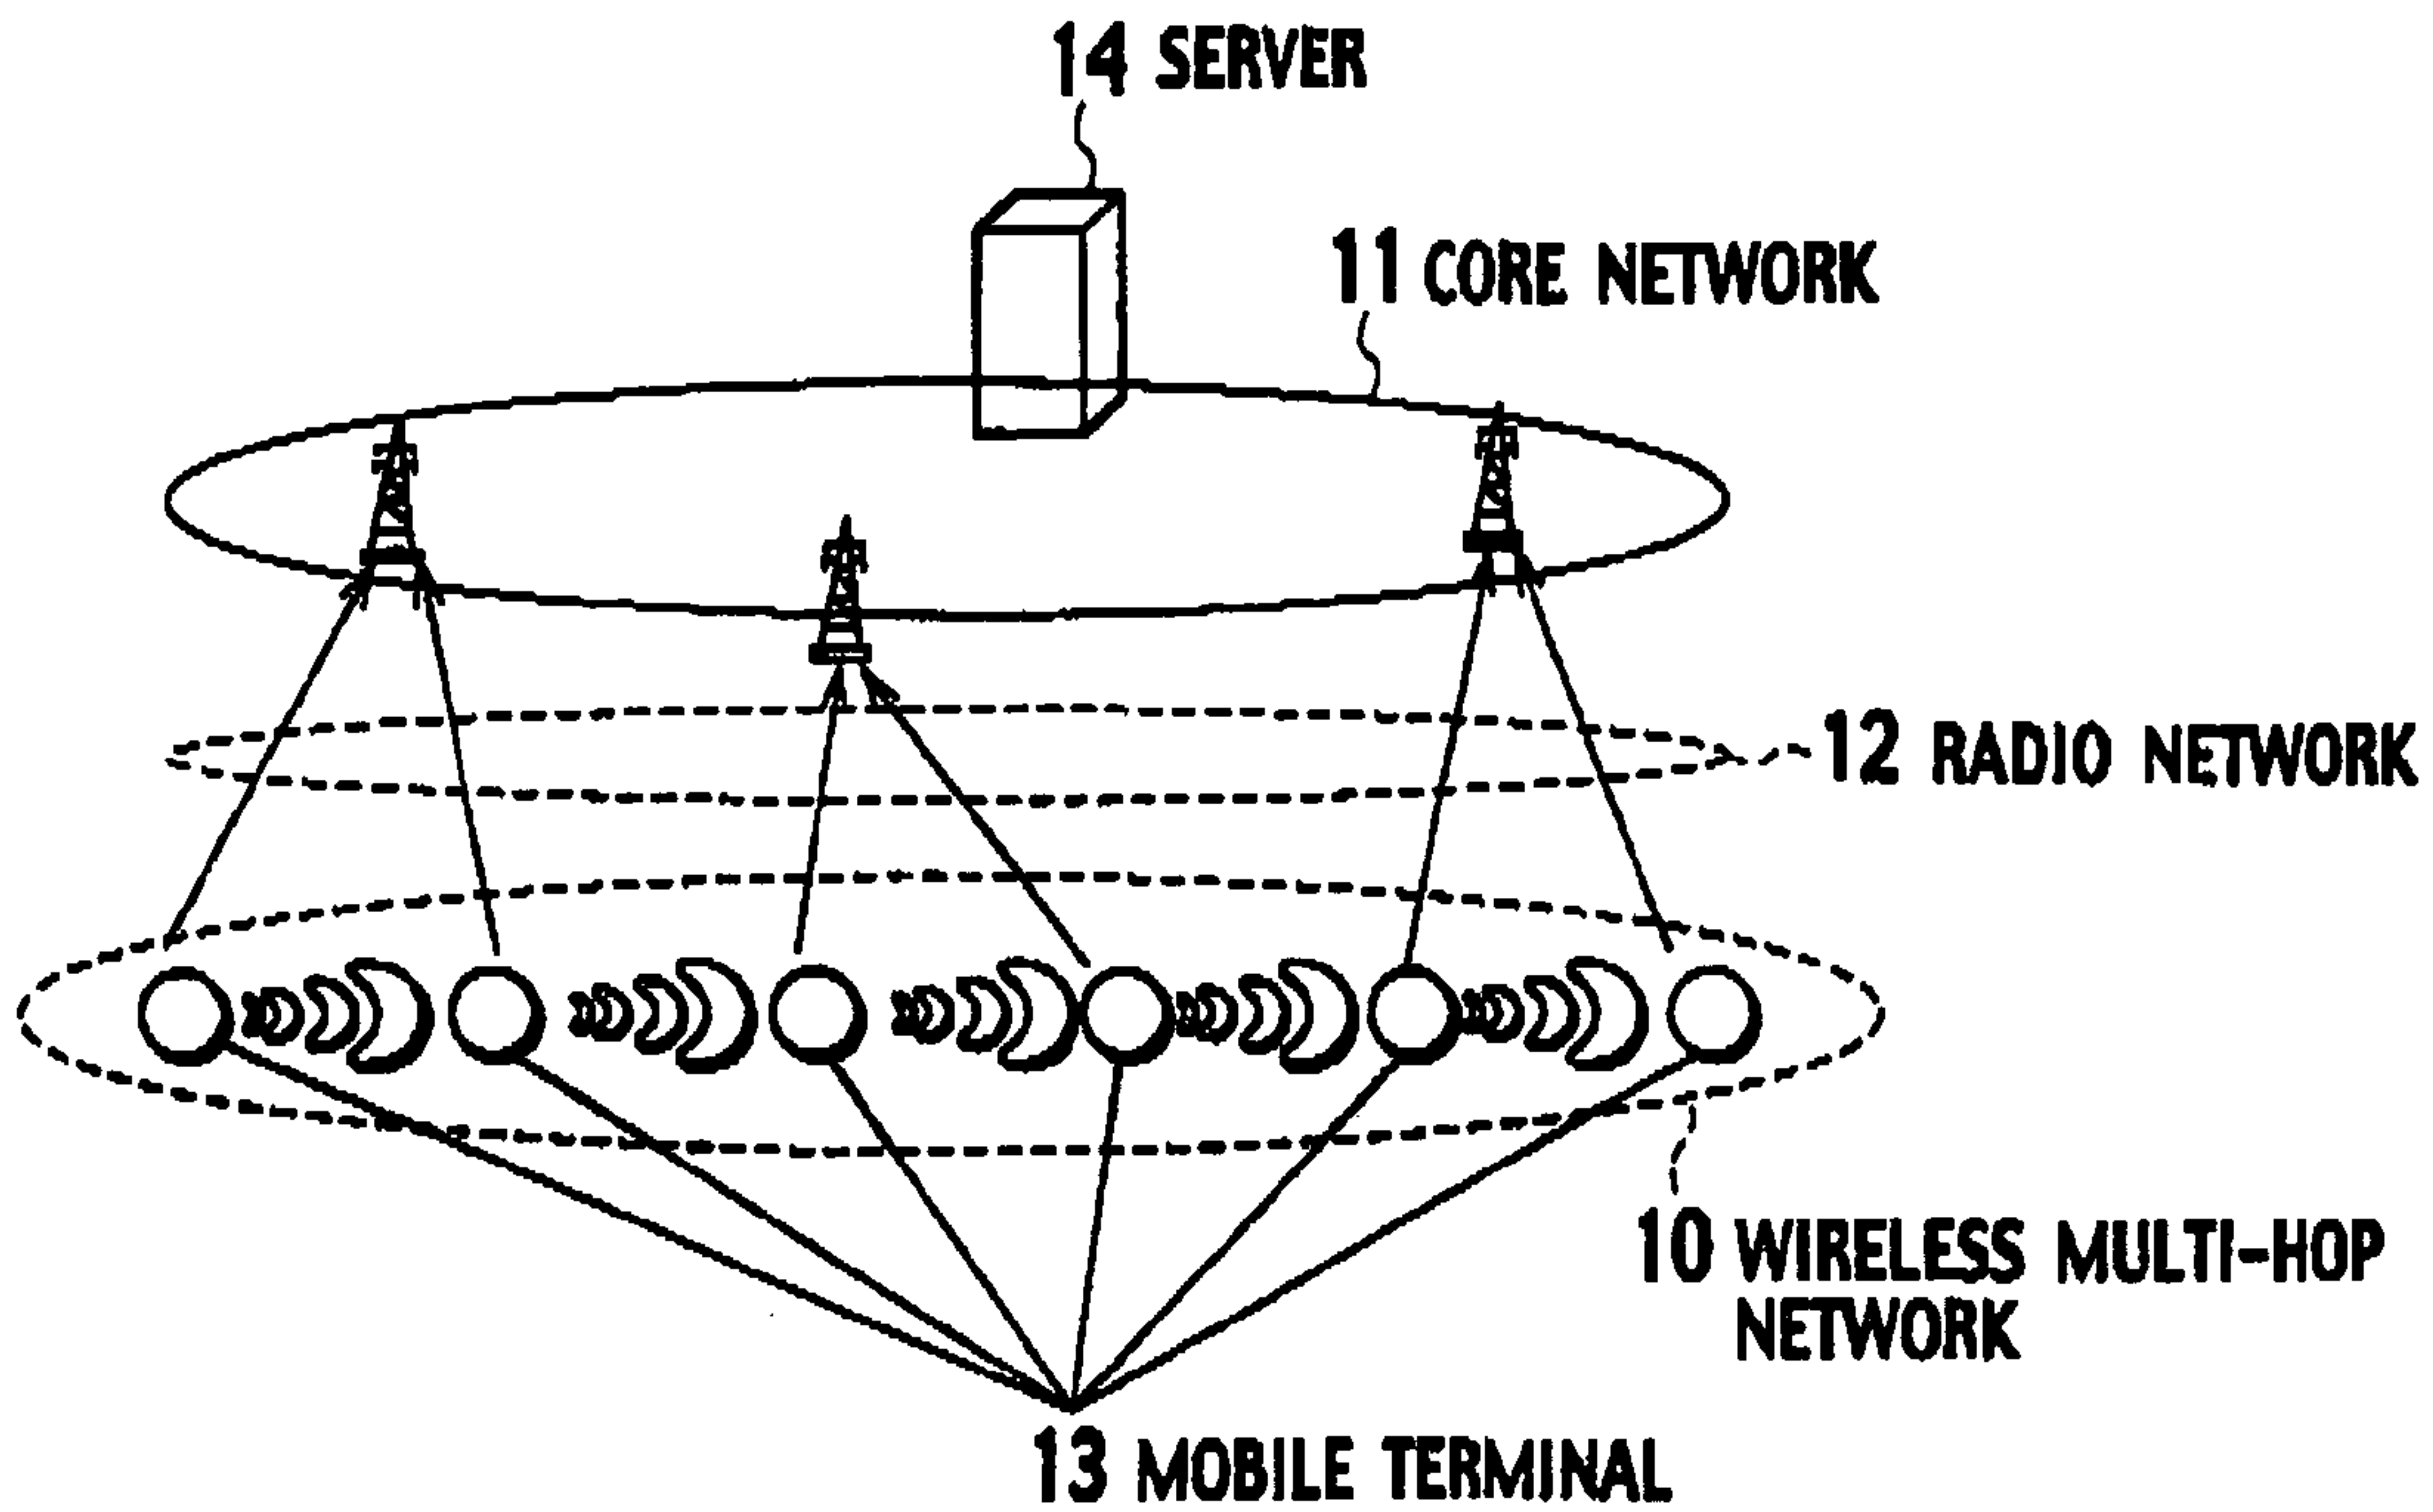 14 SERVER
11 CORE NETWORK
12 RADIO NETWORK
10 WIRELESS MULTI-HOP
NETWORK
13 MOBILE TERMINAL